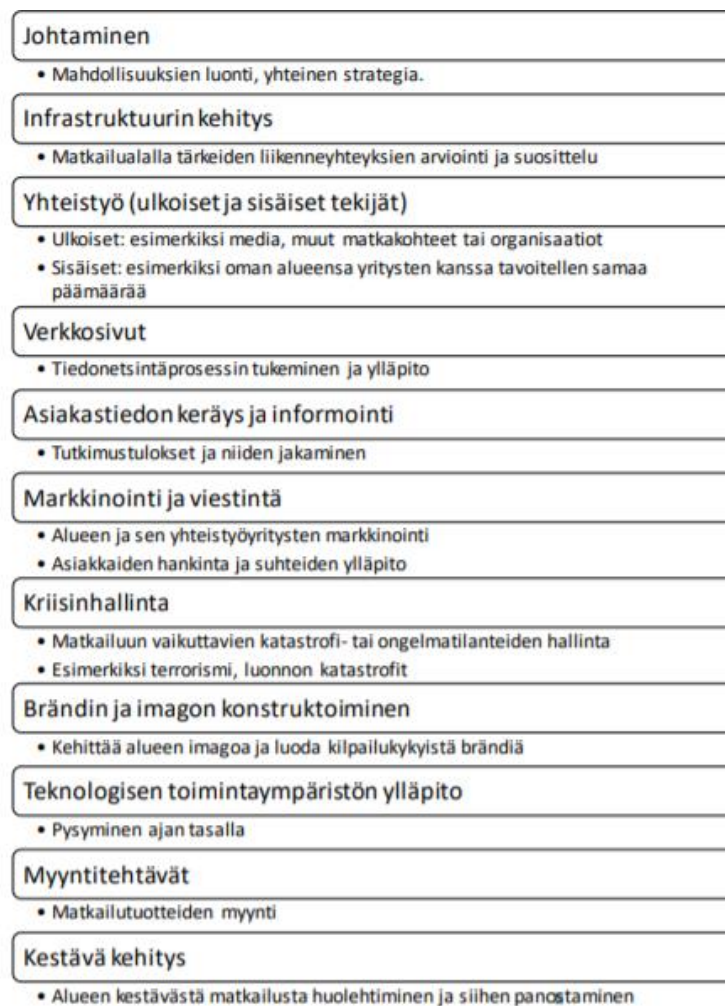 Johtaminen
• Mahdollisuuksien luonti, yhteinen strategia.
Infrastruktuurin kehitys
• Matkailualalla tärkeiden liikenneyhteyksien arviointi ja suosittelu
Yhteistyö (ulkoiset ja sisäiset tekijät)
• Ulkoiset: esimerkiksi media, muut matkakohteet tai organisaatiot
• Sisäiset: esimerkiksi oman alueensa yritysten kanssa tavoitellen samaa
päämäärää
Verkkosivut
• Tiedonetsintäprosessin tukeminen ja ylläpito
Asiakastiedon keräys ja informointi
• Tutkimustulokset ja niiden jakaminen
Markkinointi ja viestintä
• Alueen ja sen yhteistyöyritysten markkinointi
• Asiakkaiden hankinta ja suhteiden ylläpito
Kriisinhallinta
• Matkailuun vaikuttavien katastrofi- tai ongelmatilanteiden hallinta
• Esimerkiksi terrorismi, luonnon katastrofit
Brändin ja imagon konstruktoiminen
• Kehittää alueen imagoa ja luoda kilpailukykyistä brändiä
Teknologisen toimintaympäristön ylläpito
• Pysyminen ajan tasalla
Myyntitehtävät
• Matkailutuotteiden myynti
Kestävä kehitys
• Alueen kestävästä matkailusta huolehtiminen ja siihen panostaminen